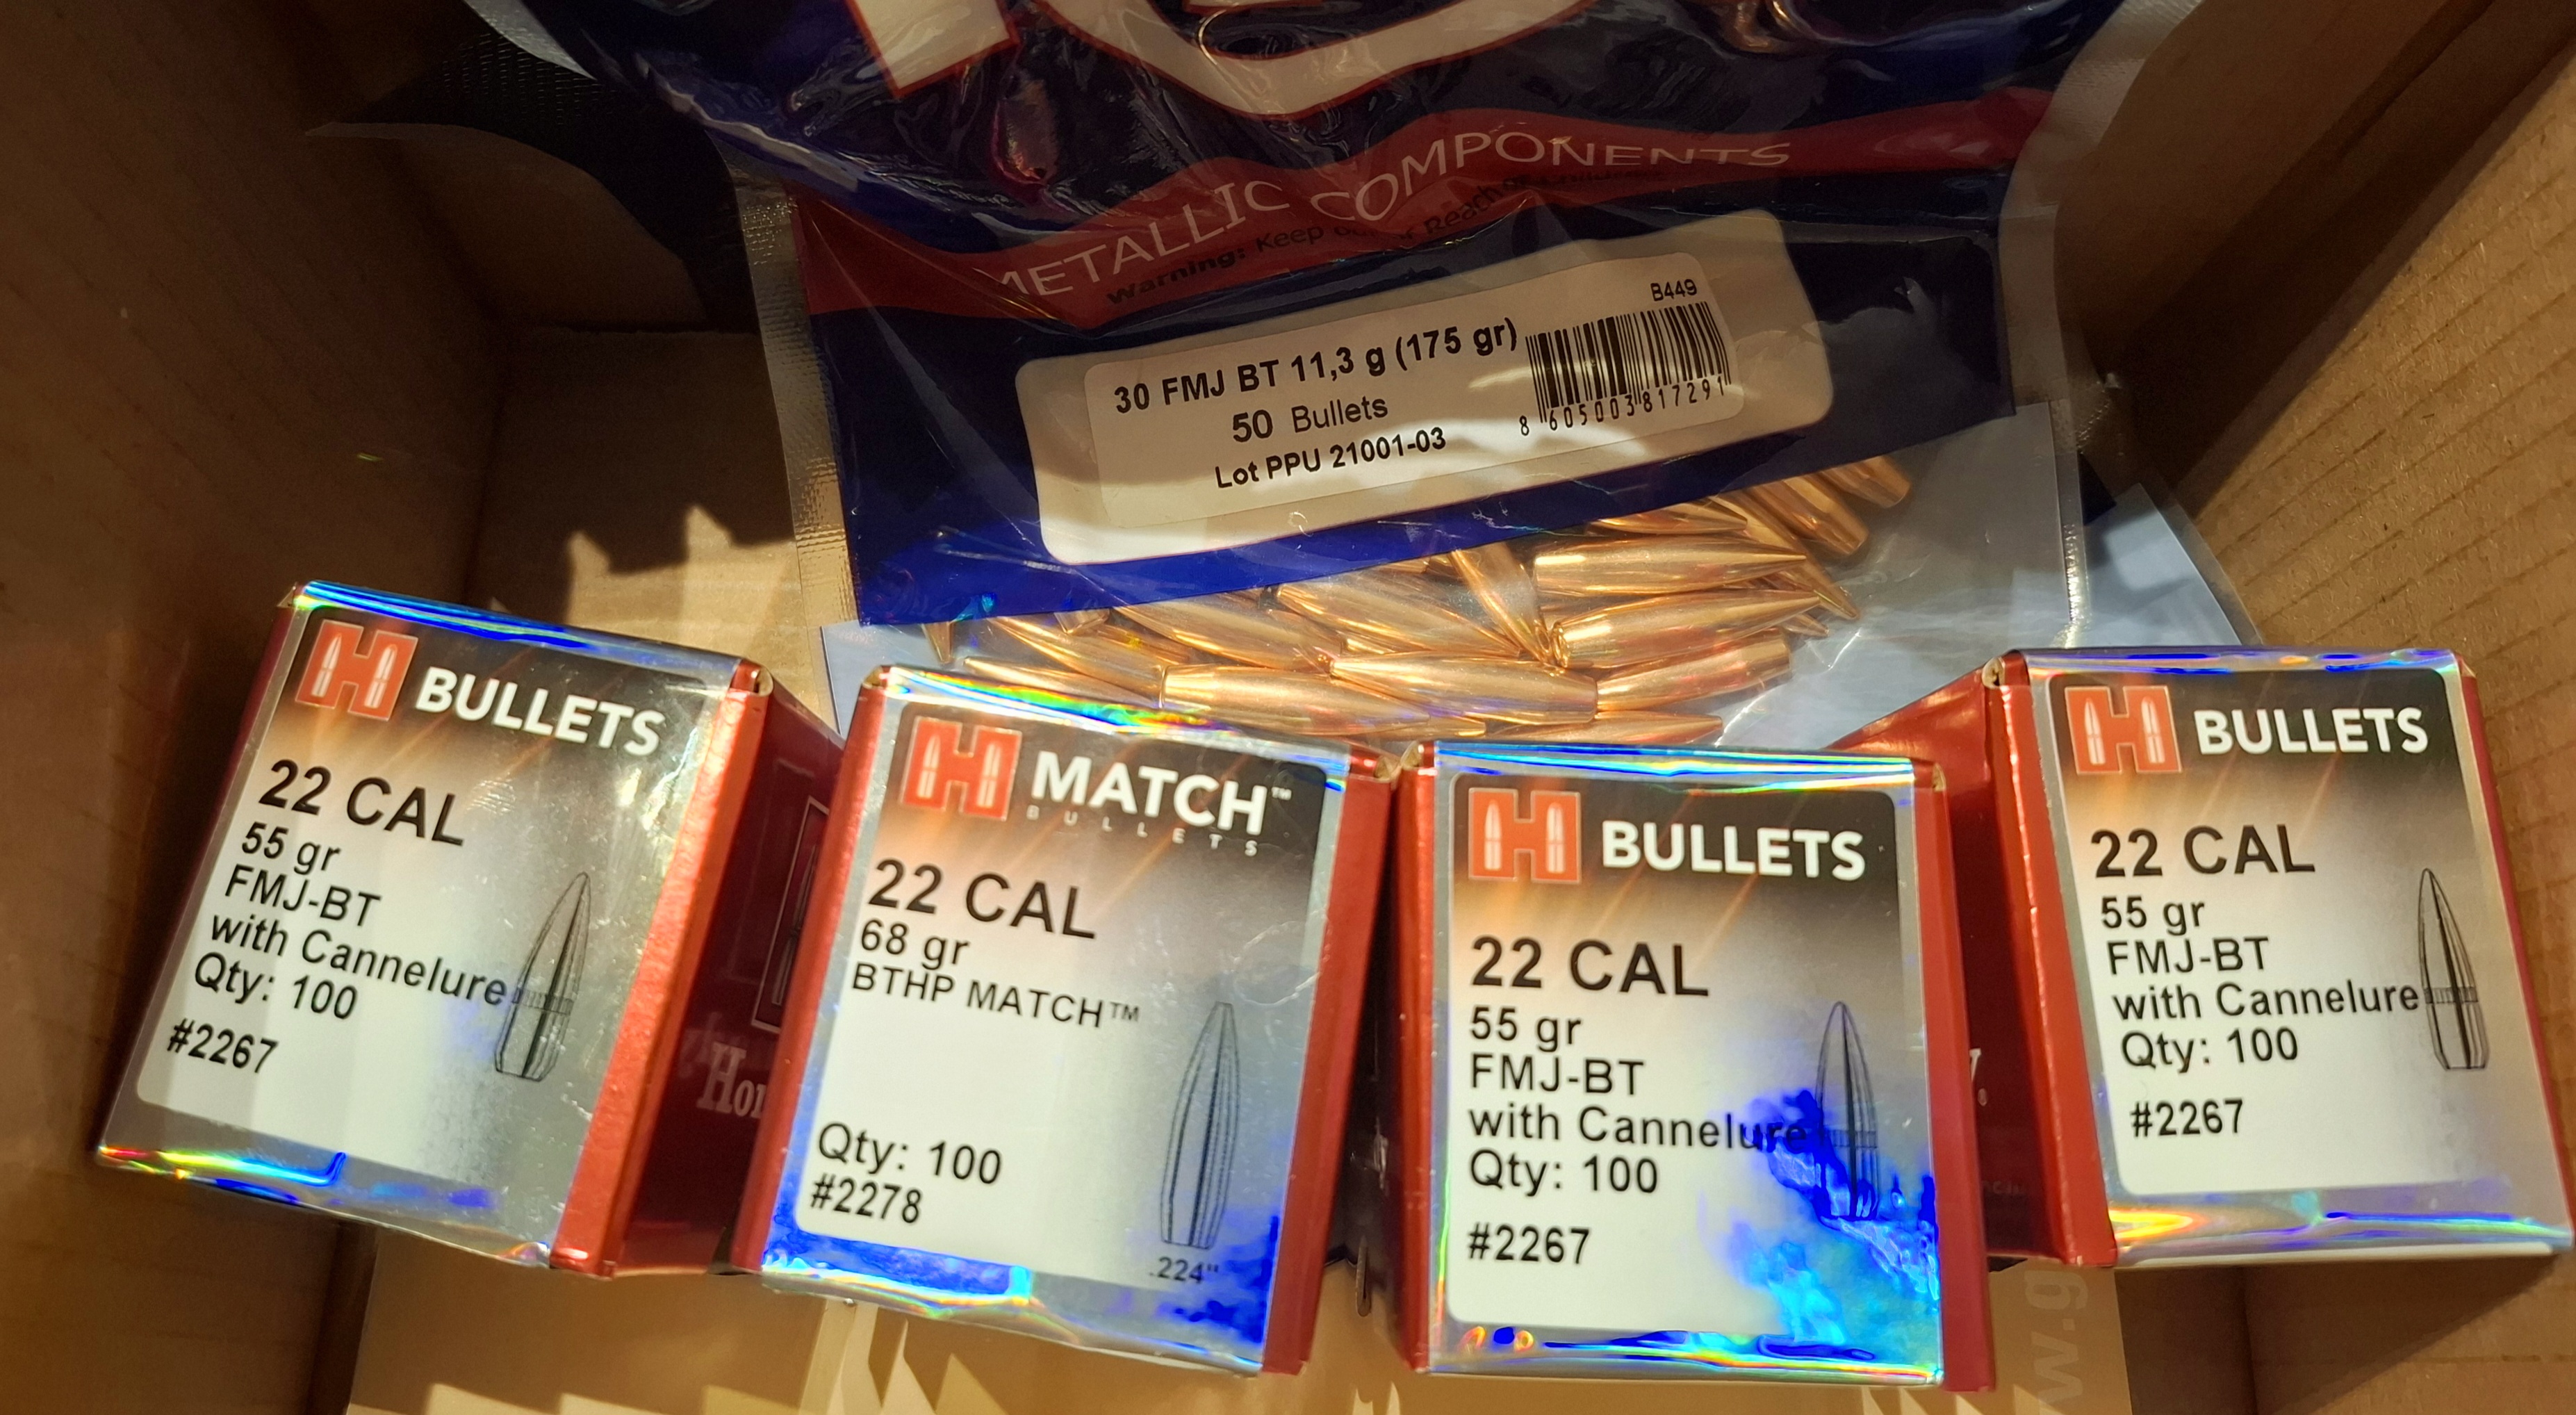 METALLIC COMPONENTS
Warning: Keep Reach
B449
30 FMJ BT 11,3 g (175 gr)
50 Bullets
Lot PPU 21001-03
8 605003 817291
H BULLETS
22 CAL
55 gr
FMJ-BT
with Cannelure
Qty: 100
#2267
H MATCH™
BULLETS
22 CAL
68 gr
BTHP MATCH™
Qty: 100
#2278
.224"
H BULLETS
22 CAL
55 gr
FMJ-BT
with Cannelure
Qty: 100
#2267
H BULLETS
22 CAL
55 gr
FMJ-BT
with Cannelure
Qty: 100
#2267